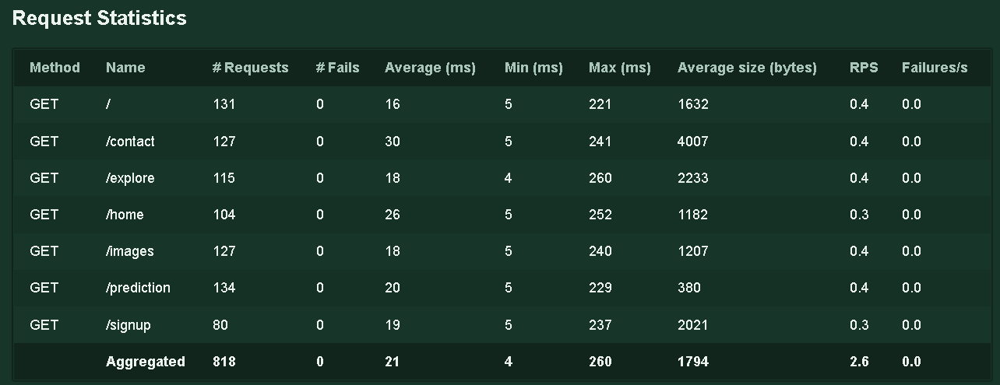 Request Statistics
Method Name # Requests # Fails Average (ms) Min (ms) Max (ms) Average size (bytes) RPS Failures/s
GET / 131 0 16 5 221 1632 0.4 0.0
GET /contact 127 0 30 5 241 4007 0.4 0.0
GET /explore 115 0 18 4 260 2233 0.4 0.0
GET /home 104 0 26 5 252 1182 0.3 0.0
GET /images 127 0 18 5 240 1207 0.4 0.0
GET /prediction 134 0 20 5 229 380 0.4 0.0
GET /signup 80 0 19 5 237 2021 0.3 0.0
Aggregated 818 0 21 4 260 1794 2.6 0.0